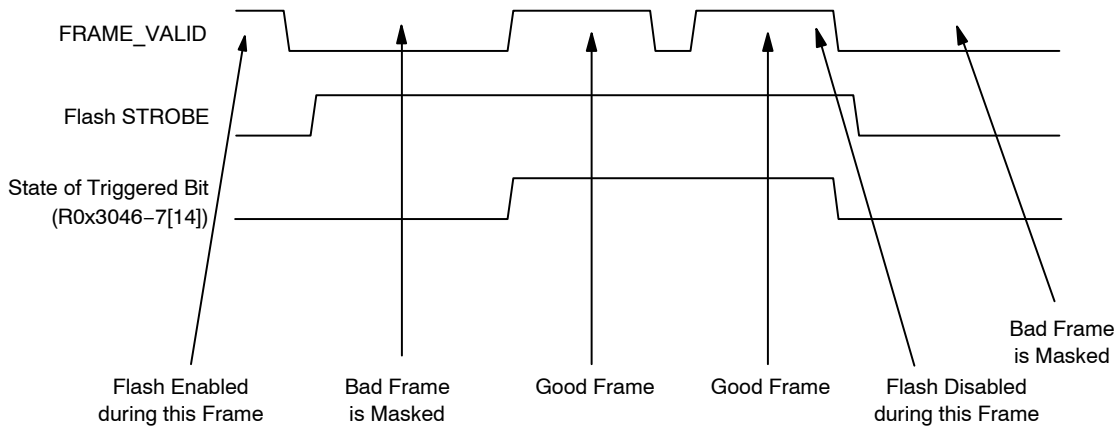 FRAME_VALID
Flash STROBE
State of Triggered Bit
(R0x3046−7[14])
Flash Enabled
during this Frame
Bad Frame
is Masked
Good Frame
Good Frame
Flash Disabled
during this Frame
Bad Frame
is Masked